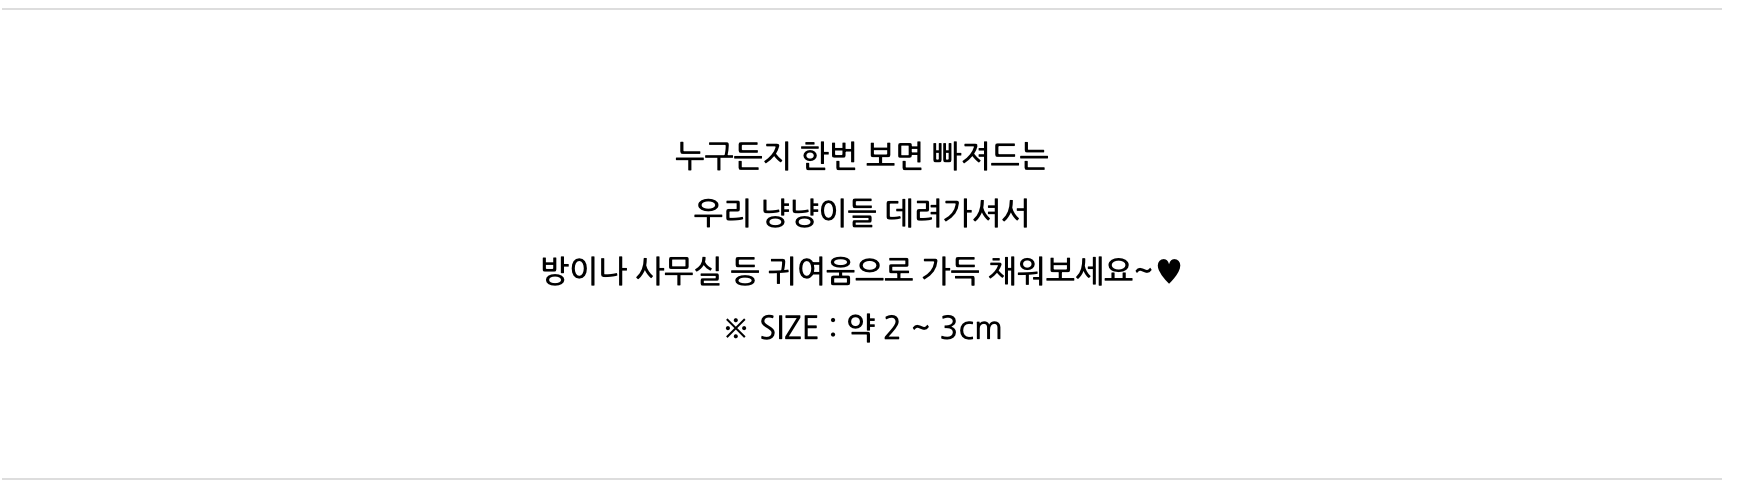 누구든지 한번 보면 빠져드는
우리 냥냥이들 데려가셔서
방이나 사무실 등 귀여움으로 가득 채워보세요~♥
※ SIZE : 약 2 ~ 3cm